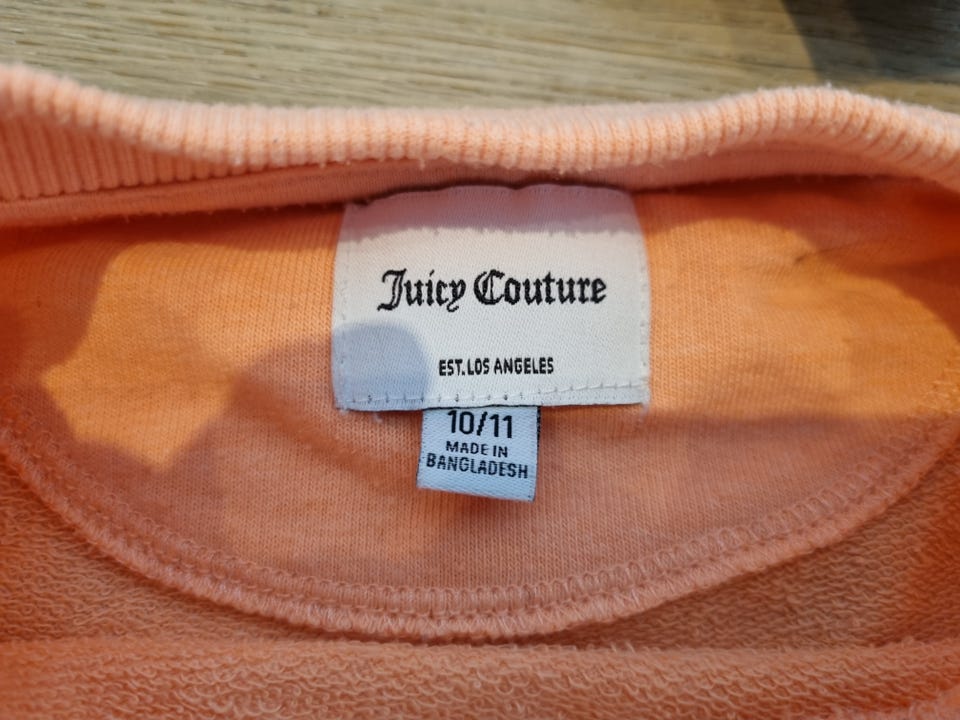 Juicy Couture
EST. LOS ANGELES
10/11
MADE IN
BANGLADESH